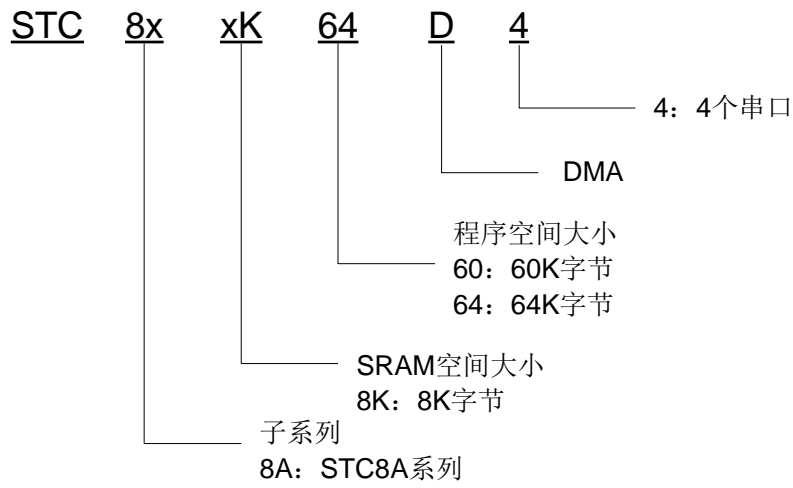 STC 8x xK 64 D 4
4：4个串口
DMA
程序空间大小
60：60K字节
64：64K字节
SRAM空间大小
8K：8K字节
子系列
8A：STC8A系列